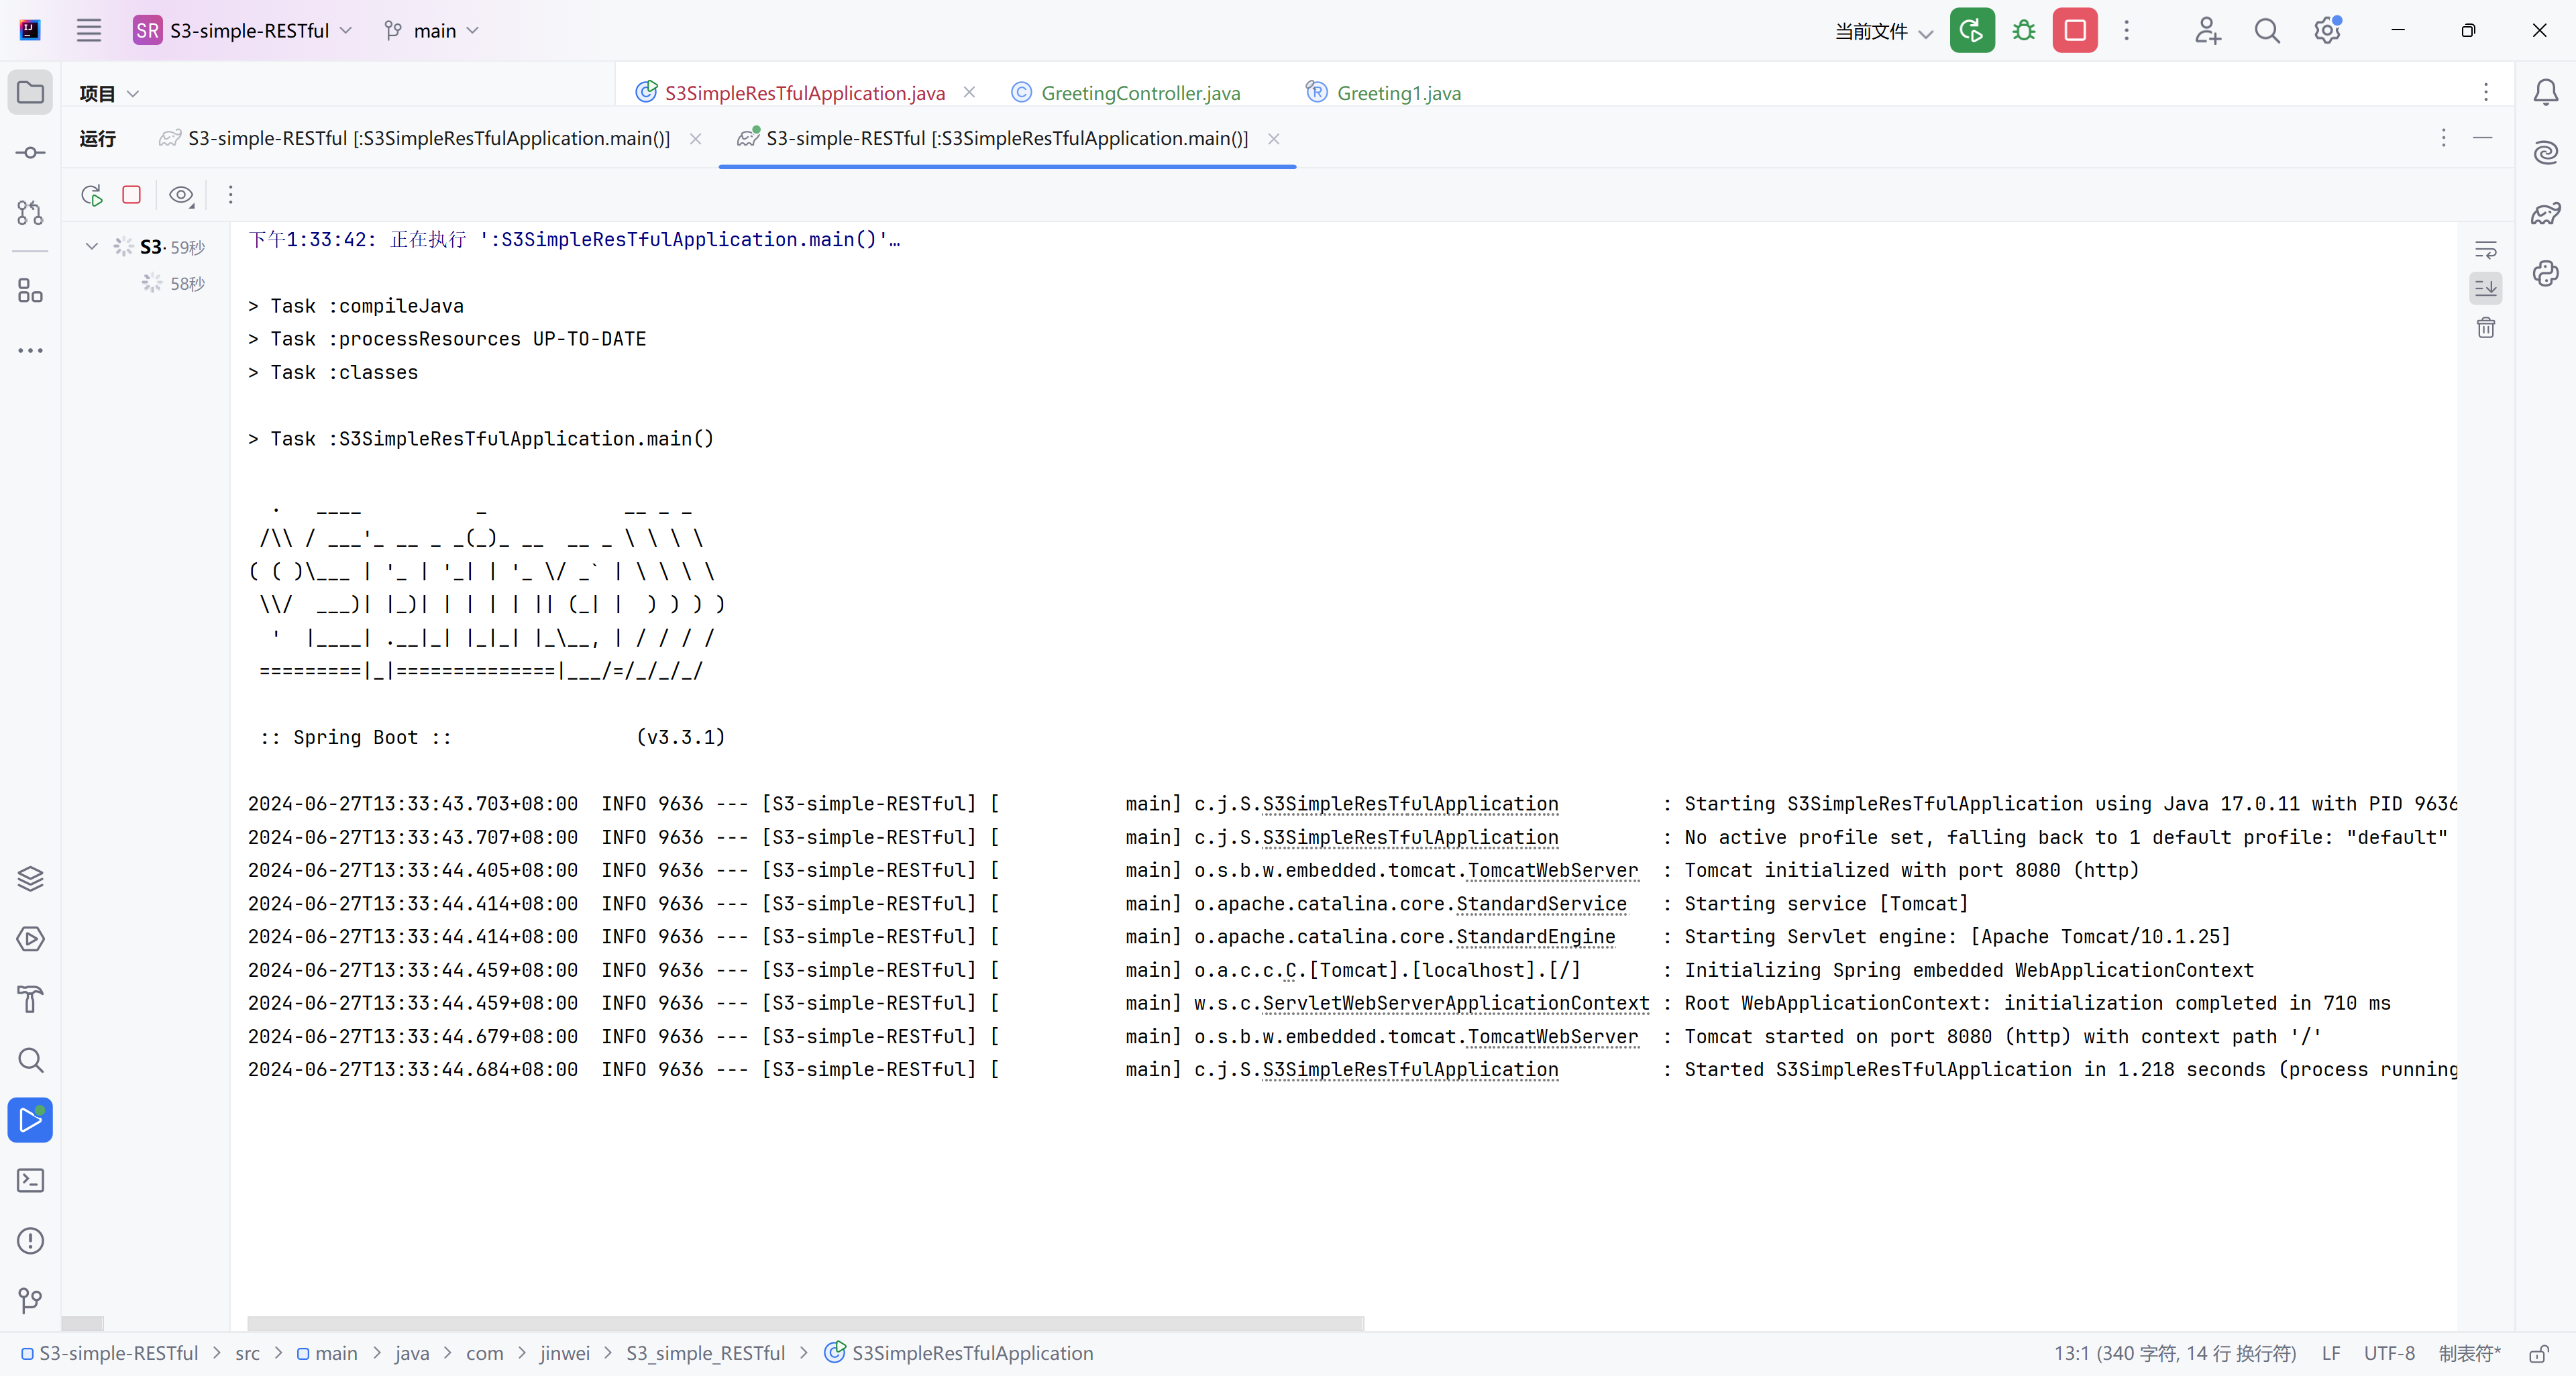 SR S3-simple-RESTful main 当前文件
项目 S3SimpleResTfulApplication.java GreetingController.java Greeting1.java
运行 S3-simple-RESTful [:S3SimpleResTfulApplication.main()] S3-simple-RESTful [:S3SimpleResTfulApplication.main()]
S3· 59秒
58秒
下午1:33:42: 正在执行 ':S3SimpleResTfulApplication.main()'…
> Task :compileJava
> Task :processResources UP-TO-DATE
> Task :classes
> Task :S3SimpleResTfulApplication.main()
  .   ____          _            __ _ _
 /\\ / ___'_ __ _ _(_)_ __  __ _ \ \ \ \
( ( )\___ | '_ | '_| | '_ \/ _` | \ \ \ \
 \\/  ___)| |_)| | | | | || (_| |  ) ) ) )
  '  |____| .__|_| |_|_| |_\__, | / / / /
 =========|_|==============|___/=/_/_/_/
 :: Spring Boot ::                (v3.3.1)
2024-06-27T13:33:43.703+08:00  INFO 9636 --- [S3-simple-RESTful] [           main] c.j.S.S3SimpleResTfulApplication         : Starting S3SimpleResTfulApplication using Java 17.0.11 with PID 9636
2024-06-27T13:33:43.707+08:00  INFO 9636 --- [S3-simple-RESTful] [           main] c.j.S.S3SimpleResTfulApplication         : No active profile set, falling back to 1 default profile: "default"
2024-06-27T13:33:44.405+08:00  INFO 9636 --- [S3-simple-RESTful] [           main] o.s.b.w.embedded.tomcat.TomcatWebServer  : Tomcat initialized with port 8080 (http)
2024-06-27T13:33:44.414+08:00  INFO 9636 --- [S3-simple-RESTful] [           main] o.apache.catalina.core.StandardService   : Starting service [Tomcat]
2024-06-27T13:33:44.414+08:00  INFO 9636 --- [S3-simple-RESTful] [           main] o.apache.catalina.core.StandardEngine    : Starting Servlet engine: [Apache Tomcat/10.1.25]
2024-06-27T13:33:44.459+08:00  INFO 9636 --- [S3-simple-RESTful] [           main] o.a.c.c.C.[Tomcat].[localhost].[/]       : Initializing Spring embedded WebApplicationContext
2024-06-27T13:33:44.459+08:00  INFO 9636 --- [S3-simple-RESTful] [           main] w.s.c.ServletWebServerApplicationContext : Root WebApplicationContext: initialization completed in 710 ms
2024-06-27T13:33:44.679+08:00  INFO 9636 --- [S3-simple-RESTful] [           main] o.s.b.w.embedded.tomcat.TomcatWebServer  : Tomcat started on port 8080 (http) with context path '/'
2024-06-27T13:33:44.684+08:00  INFO 9636 --- [S3-simple-RESTful] [           main] c.j.S.S3SimpleResTfulApplication         : Started S3SimpleResTfulApplication in 1.218 seconds (process running
S3-simple-RESTful > src > main > java > com > jinwei > S3_simple_RESTful > S3SimpleResTfulApplication 13:1 (340 字符, 14 行 换行符) LF UTF-8 制表符*